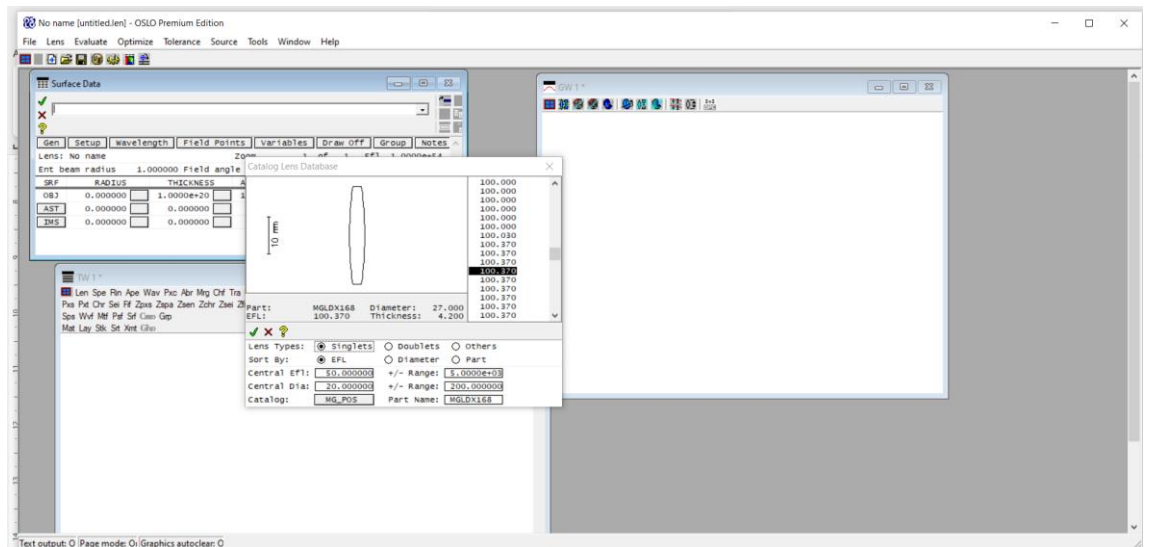 No name [untitled.len] - OSLO Premium Edition
File Lens Evaluate Optimize Tolerance Source Tools Window Help
Surface Data
Gen Setup Wavelength Field Points Variables Draw Off Group Notes
Lens: No name Zoom 1 of 1 Efl 1.0000e+54
Ent beam radius 1.000000 Field angle
SRF RADIUS THICKNESS A
OBJ 0.000000 1.0000e+20 1
AST 0.000000 0.000000
IMS 0.000000 0.000000
GW 1 *
Catalog Lens Database
10 mm
100.000
100.000
100.000
100.000
100.000
100.000
100.030
100.370
100.370
100.370
100.370
100.370
100.370
100.370
100.370
100.370
Part: MGLDX168 Diameter: 27.000
EFL: 100.370 Thickness: 4.200
Lens Types: Singlets Doublets Others
Sort By: EFL Diameter Part
Central Efl: 50.000000 +/- Range: 5.0000e+03
Central Dia: 20.000000 +/- Range: 200.000000
Catalog: MG_POS Part Name: MGLDX168
TW 1 *
Len Spe Rin Ape Wav Pxc Abr Mrg Chf Tra
Pxs Pxt Chr Sei Fif Zpxs Zapa Zsen Zchr Zsei
Sps Wvf Mtf Psf Srf Grp
Mat Lay Stk Srt Xmt Gho
Text output: O Page mode: O Graphics autoclear: O